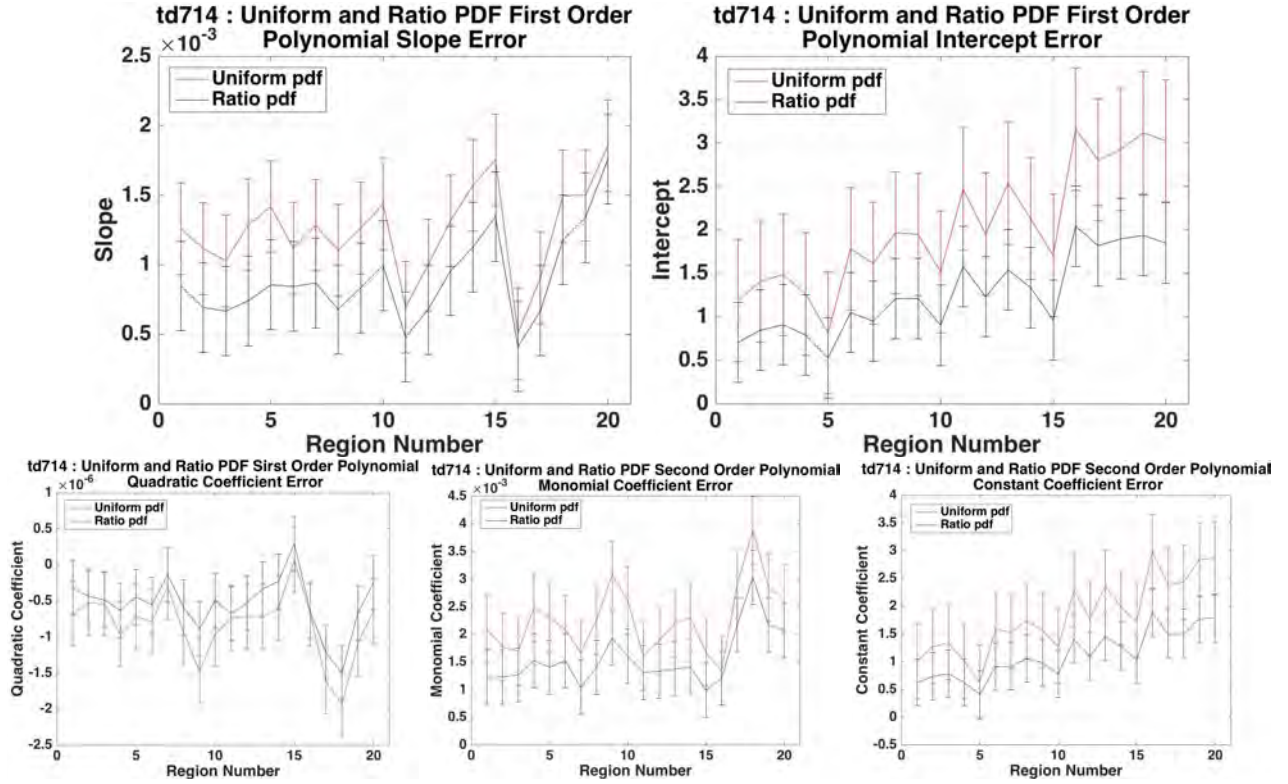 td714 : Uniform and Ratio PDF First Order
Polynomial Slope Error
×10-3
2.5
2
1.5
1
0.5
0
Slope
Uniform pdf
Ratio pdf
0 5 10 15 20
Region Number
td714 : Uniform and Ratio PDF First Order
Polynomial Intercept Error
4
3.5
3
2.5
2
1.5
1
0.5
0
Intercept
Uniform pdf
Ratio pdf
0 5 10 15 20
Region Number
td714 : Uniform and Ratio PDF Sirst Order Polynomial
Quadratic Coefficient Error
×10-6
1
0.5
0
-0.5
-1
-1.5
-2
-2.5
Quadratic Coefficient
Uniform pdf
Ratio pdf
0 5 10 15 20
Region Number
td714 : Uniform and Ratio PDF Second Order Polynomial
Monomial Coefficient Error
×10-3
4.5
4
3.5
3
2.5
2
1.5
1
0.5
0
Monomial Coefficient
Uniform pdf
Ratio pdf
0 5 10 15 20
Region Number
td714 : Uniform and Ratio PDF Second Order Polynomial
Constant Coefficient Error
4
3.5
3
2.5
2
1.5
1
0.5
0
-0.5
Constant Coefficient
Uniform pdf
Ratio pdf
0 5 10 15 20
Region Number